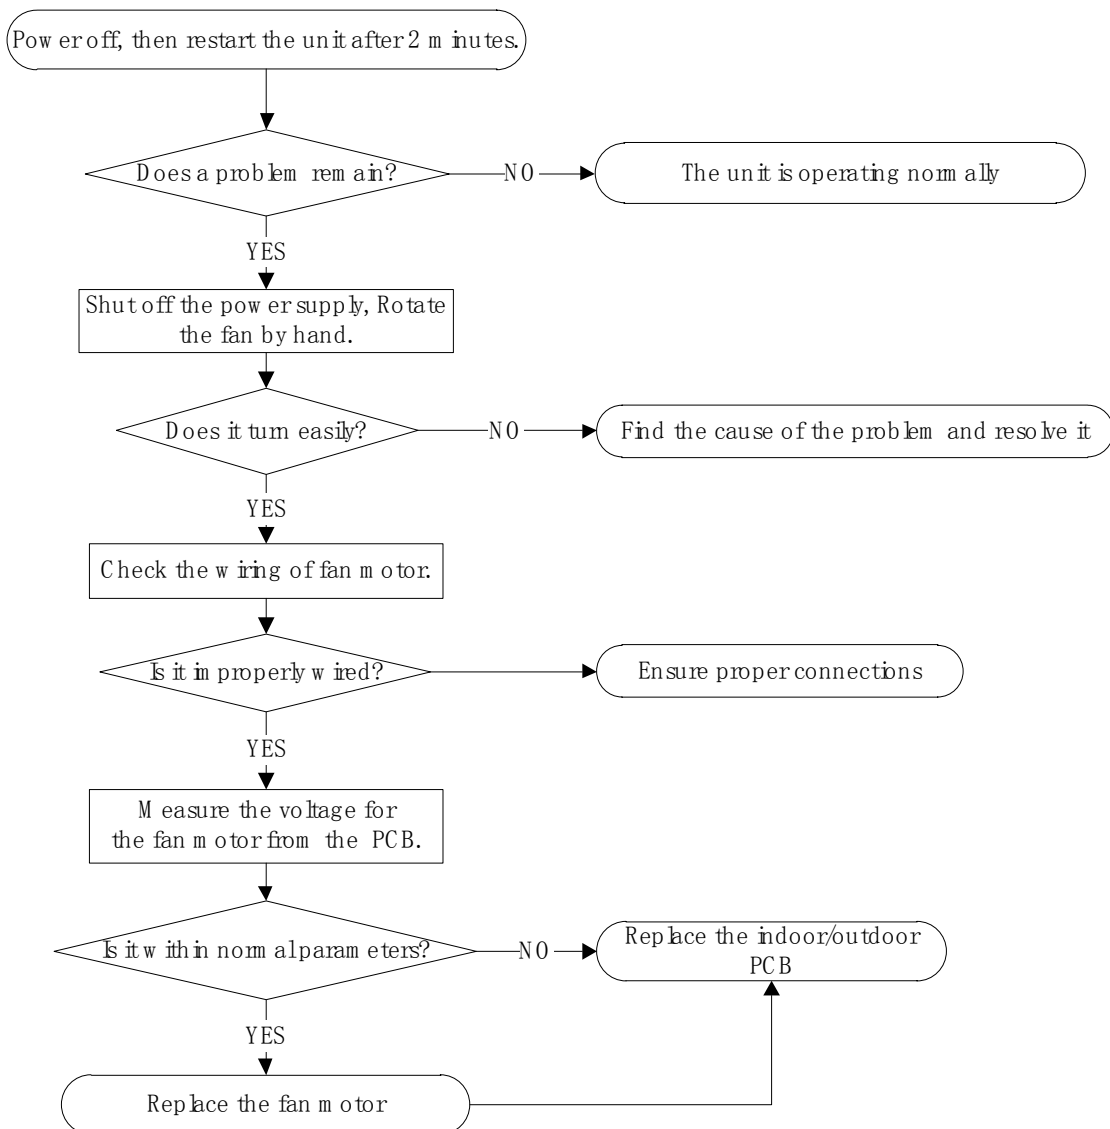 Power off, then restart the unit after 2 minutes.
Does a problem remain?
NO
The unit is operating normally
YES
Shut off the power supply, Rotate
the fan by hand.
Does it turn easily?
NO
Find the cause of the problem and resolve it
YES
Check the wiring of fan motor.
Is it improperly wired?
Ensure proper connections
YES
Measure the voltage for
the fan motor from the PCB.
Is it within normal parameters?
NO
Replace the indoor/outdoor
PCB
YES
Replace the fan motor